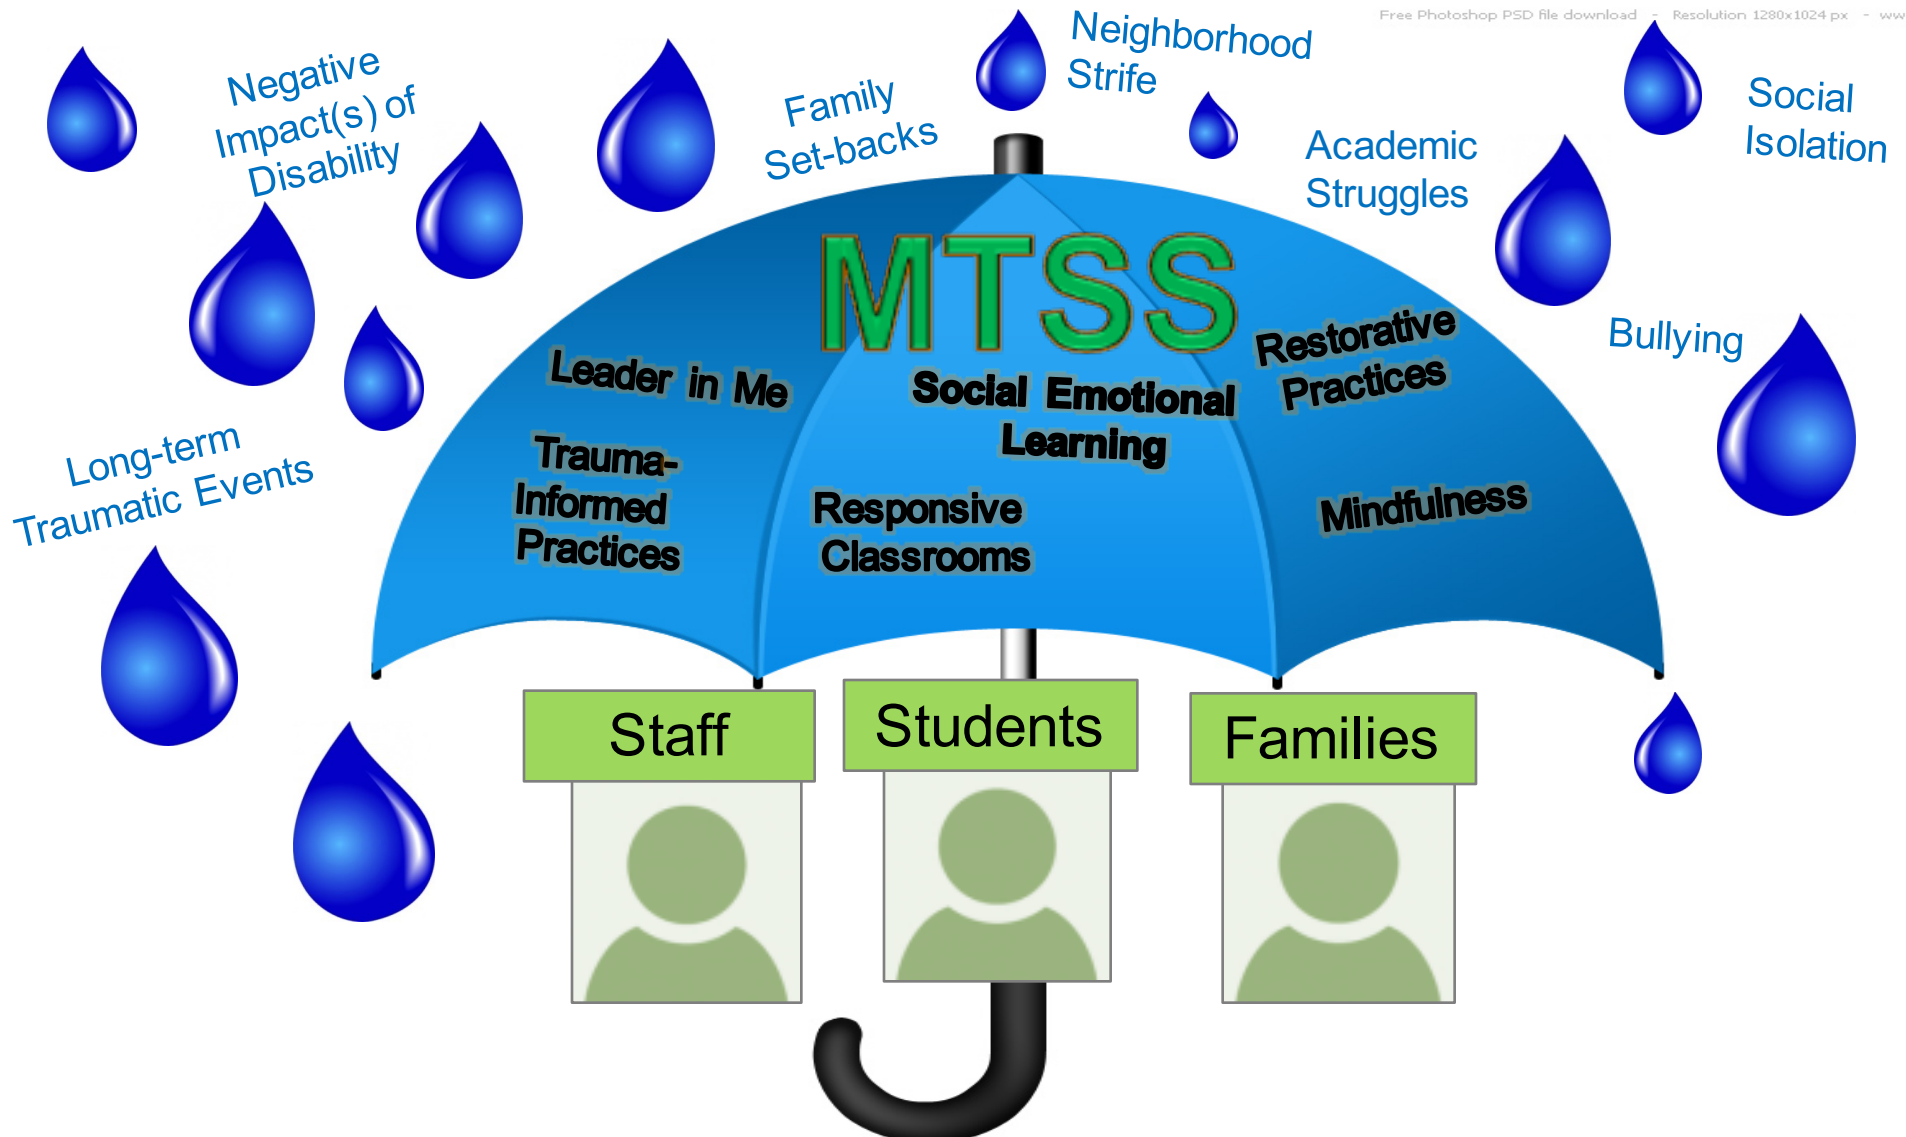 Free Photoshop PSD file download - Resolution 1280x1024 px - ww
Negative
Impact(s) of
Disability
Family
Set-backs
Neighborhood
Strife
Academic
Struggles
Social
Isolation
Bullying
Long-term
Traumatic Events
MTSS
Leader in Me
Social Emotional
Learning
Restorative
Practices
Trauma-
Informed
Practices
Responsive
Classrooms
Mindfulness
Staff
Students
Families